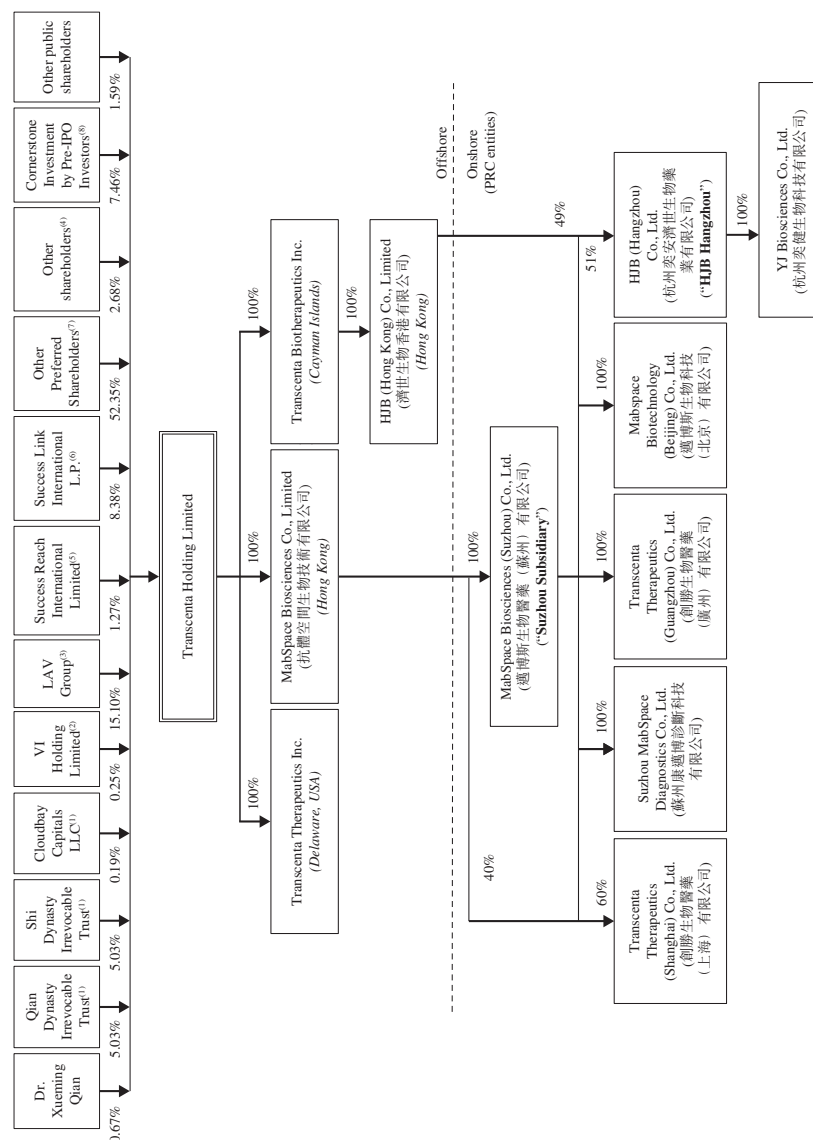 Dr.
Xueming
Qian
Qian
Dynasty
Irrevocable
Trust(1)
Shi
Dynasty
Irrevocable
Trust(1)
Cloudbay
Capitals
LLC(1)
VI
Holding
Limited(2)
LAV
Group(3)
Success Reach
International
Limited(5)
Success Link
International
L.P.(6)
Other
Preferred
Shareholders(7)
Other
shareholders(4)
Cornerstone
Investment
by Pre-IPO
Investors(8)
Other public
shareholders
0.67%
5.03%
5.03%
0.19%
0.25%
15.10%
1.27%
8.38%
52.35%
2.68%
7.46%
1.59%
Transcenta Holding Limited
100%
100%
100%
Transcenta Therapeutics Inc.
(Delaware, USA)
MabSpace Biosciences Co., Limited
(抗體空間生物技術有限公司)
(Hong Kong)
Transcenta Biotherapeutics Inc.
(Cayman Islands)
100%
HJB (Hong Kong) Co., Limited
(濟世生物香港有限公司)
(Hong Kong)
Offshore
Onshore
(PRC entities)
100%
40%
49%
MabSpace Biosciences (Suzhou) Co., Ltd.
(邁博斯生物醫藥（蘇州）有限公司)
(“Suzhou Subsidiary”)
60%
100%
100%
100%
51%
Transcenta
Therapeutics
(Shanghai) Co., Ltd.
(創勝生物醫藥
（上海）有限公司)
Suzhou MabSpace
Diagnostics Co., Ltd.
(蘇州康邁博診斷科技
有限公司)
Transcenta
Therapeutics
(Guangzhou) Co., Ltd.
(創勝生物醫藥
（廣州）有限公司)
Mabspace
Biotechnology
(Beijing) Co., Ltd.
(邁博斯生物科技
（北京）有限公司)
HJB (Hangzhou)
Co., Ltd.
(杭州奕安濟世生物藥
業有限公司)
(“HJB Hangzhou”)
100%
YJ Biosciences Co., Ltd.
(杭州奕健生物科技有限公司)